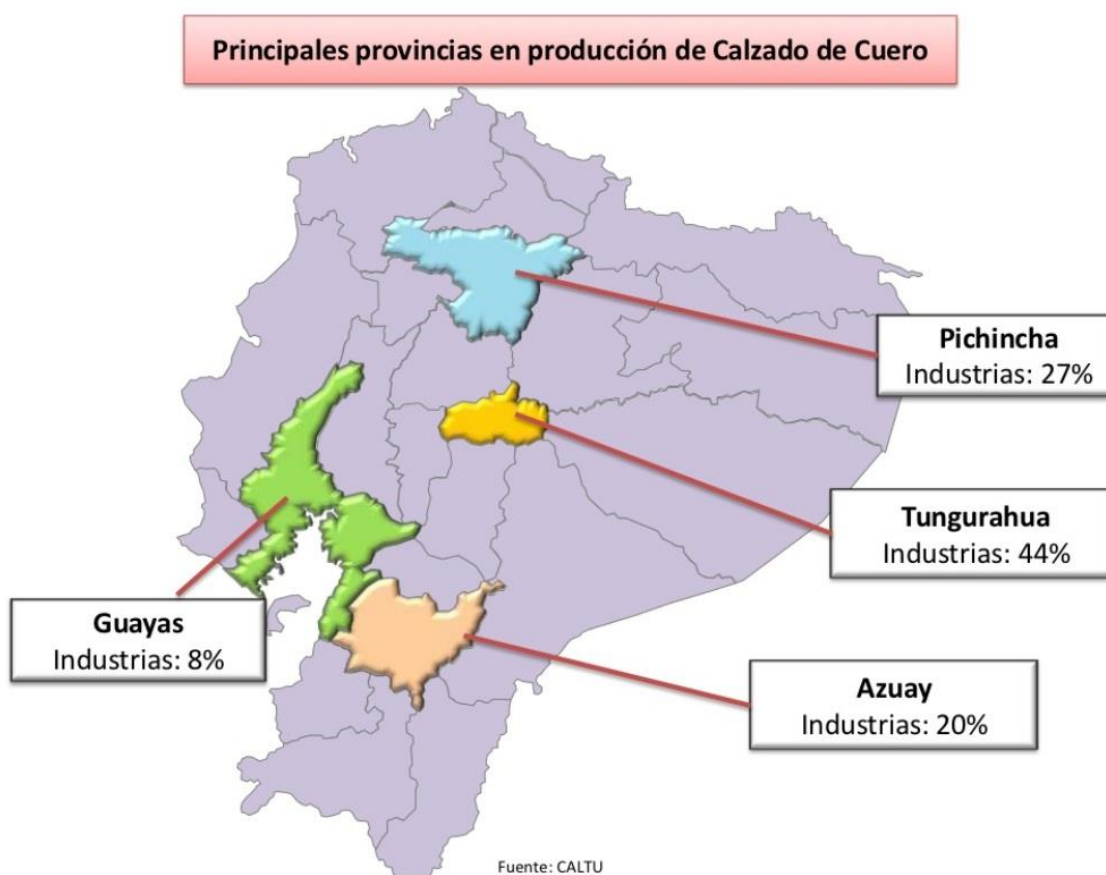 Principales provincias en producción de Calzado de Cuero
Pichincha
Industrias: 27%
Tungurahua
Industrias: 44%
Guayas
Industrias: 8%
Azuay
Industrias: 20%
Fuente: CALTU